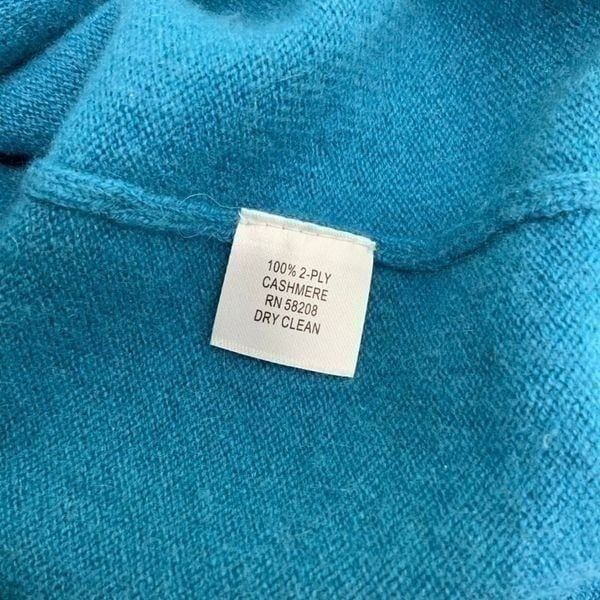 100% 2-PLY
CASHMERE
RN 58208
DRY CLEAN